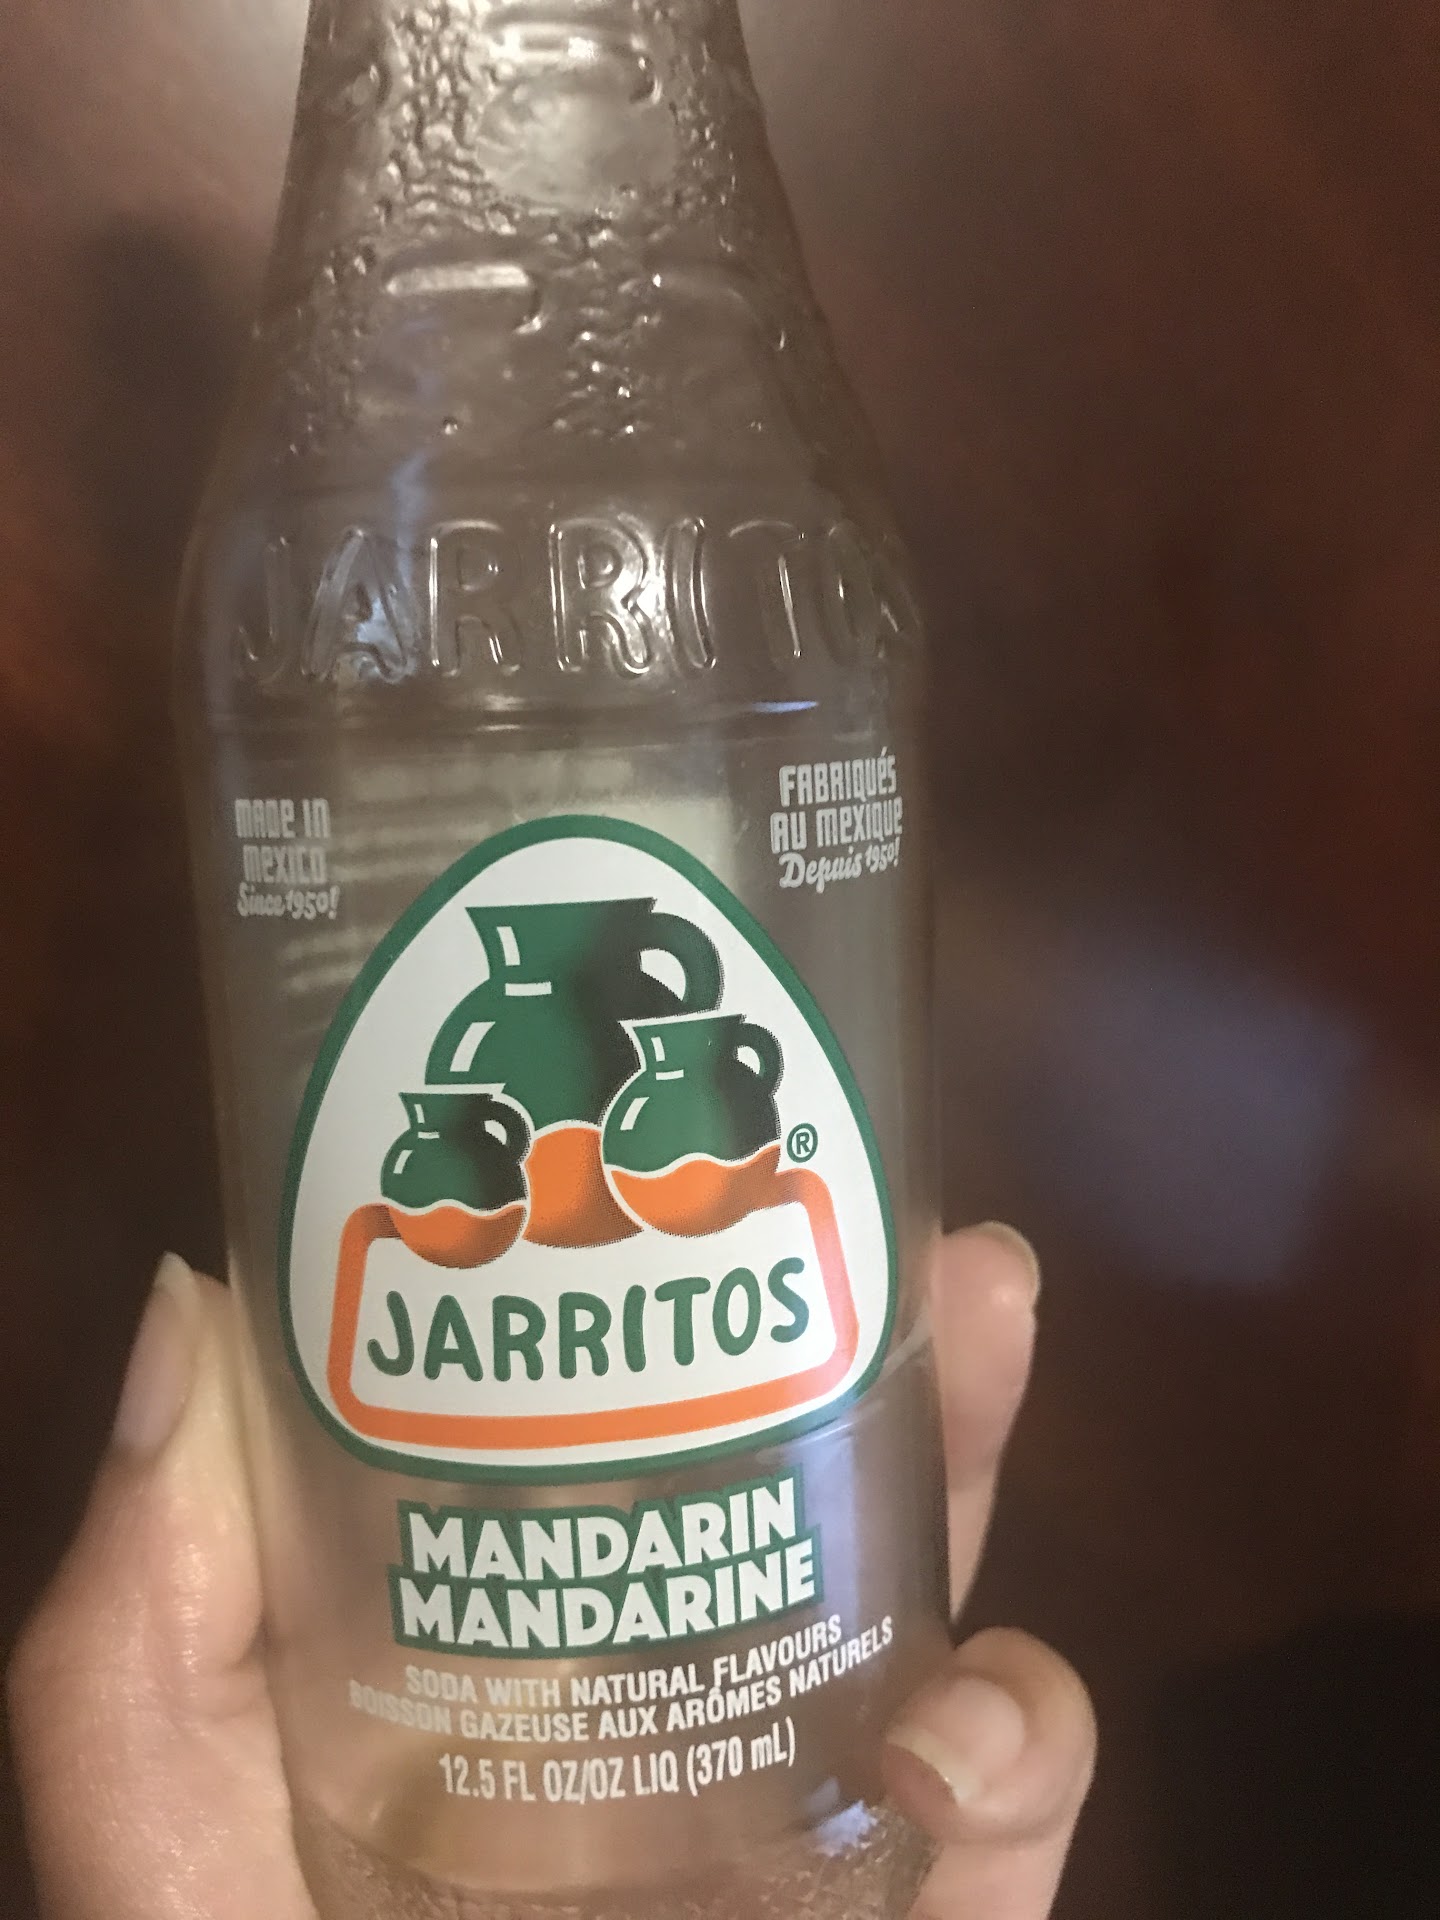 JARRITOS
MADE IN
MEXICO
Since 1950!
FABRIQUÉS
AU MEXIQUE
Depuis 1950!
®
JARRITOS
MANDARIN
MANDARINE
SODA WITH NATURAL FLAVOURS
BOISSON GAZEUSE AUX ARÔMES NATURELS
12.5 FL OZ/OZ LIQ (370 mL)